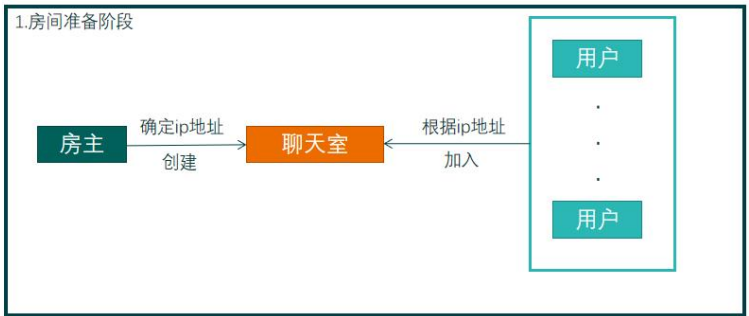 1.房间准备阶段
用户
确定ip地址
根据ip地址
房主
聊天室
创建
加入
用户